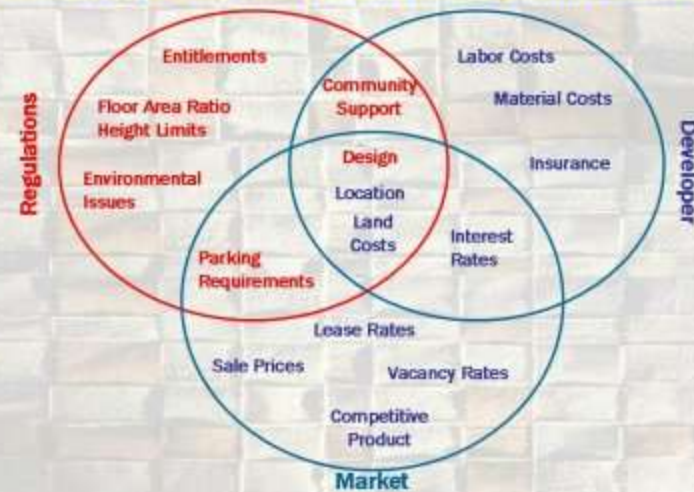 Regulations
Entitlements
Floor Area Ratio
Height Limits
Environmental
Issues
Community
Support
Labor Costs
Material Costs
Insurance
Developer
Design
Location
Land
Costs
Interest
Rates
Parking
Requirements
Lease Rates
Sale Prices
Vacancy Rates
Competitive
Product
Market